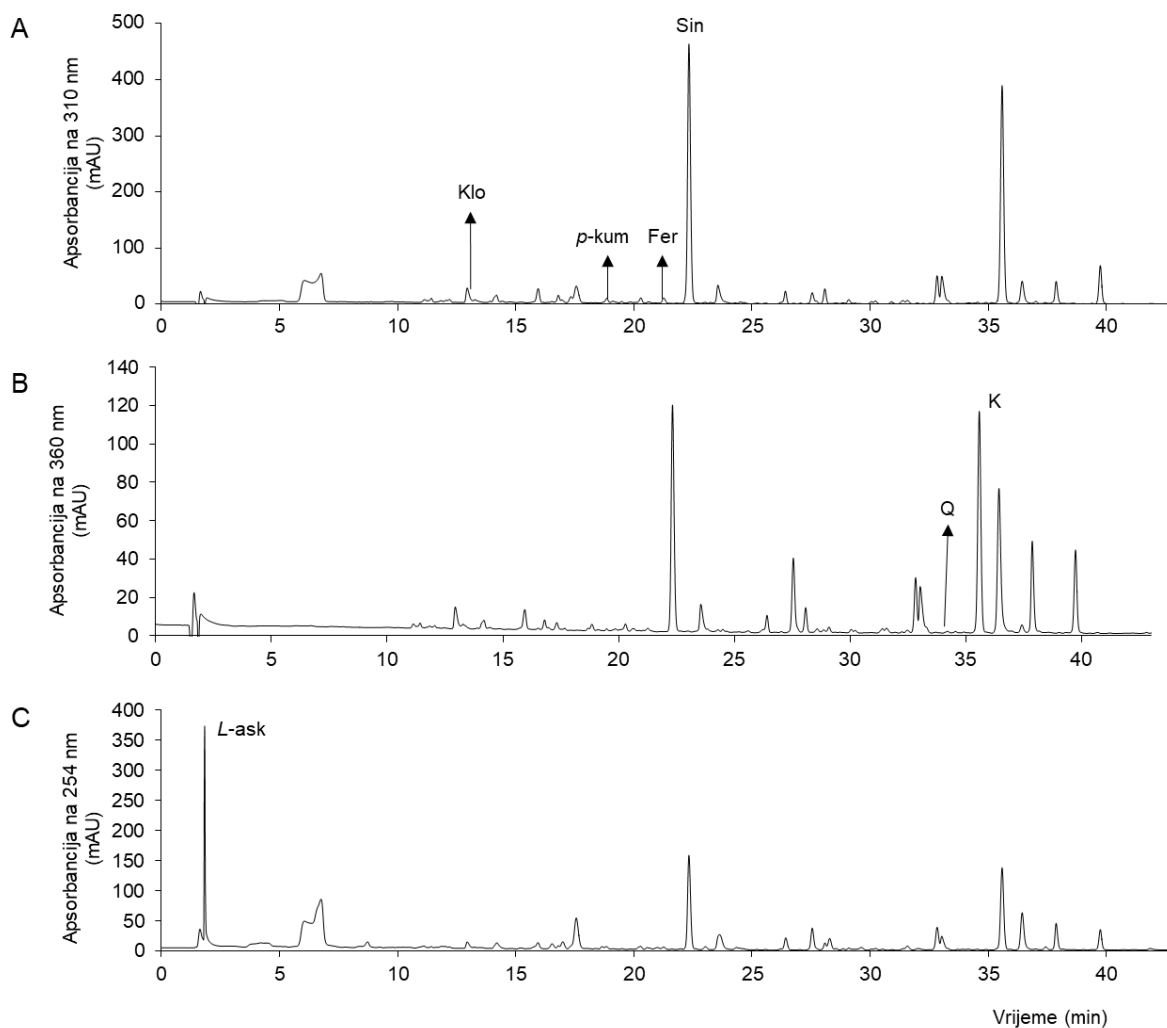 A
Apsorbancija na 310 nm
(mAU)
500
400
300
200
100
0
Sin
Klo
p-kum
Fer
0 5 10 15 20 25 30 35 40
B
Apsorbancija na 360 nm
(mAU)
140
120
100
80
60
40
20
0
K
Q
0 5 10 15 20 25 30 35 40
C
Apsorbancija na 254 nm
(mAU)
400
350
300
250
200
150
100
50
0
L-ask
0 5 10 15 20 25 30 35 40
Vrijeme (min)